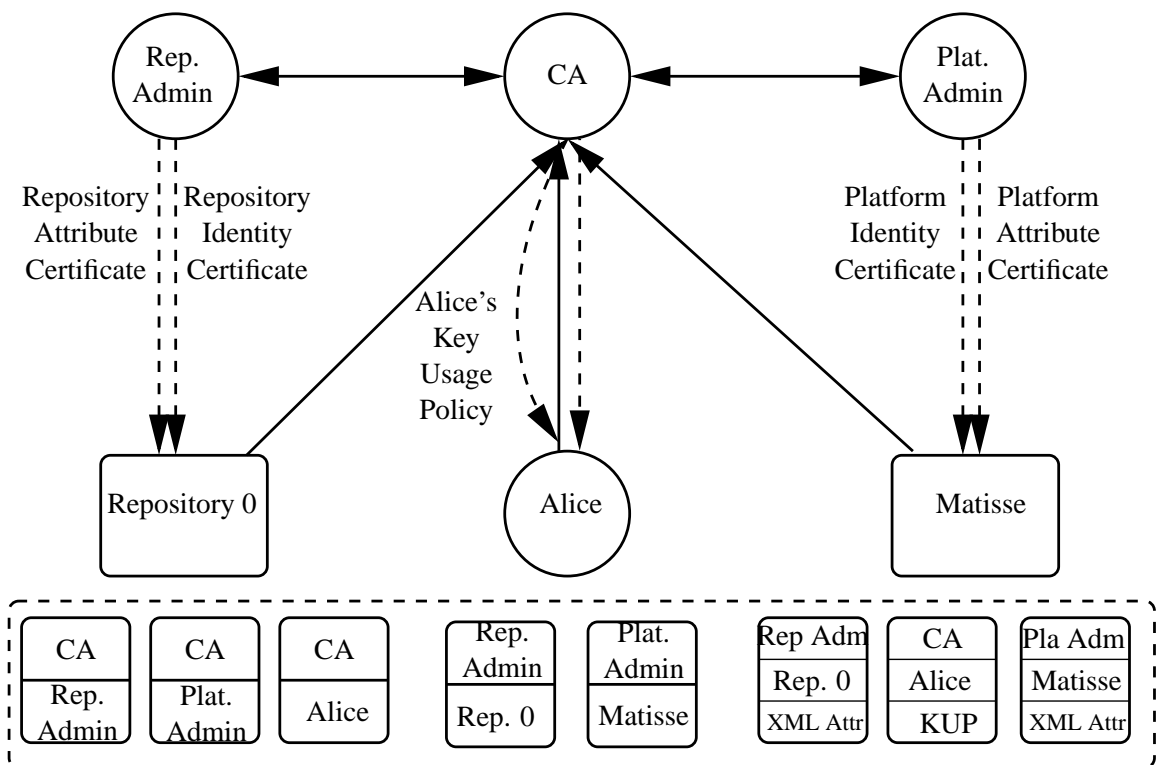 Rep.
Admin
CA
Plat.
Admin
Repository
Attribute
Certificate
Repository
Identity
Certificate
Alice's
Key
Usage
Policy
Platform
Identity
Certificate
Platform
Attribute
Certificate
Repository 0
Alice
Matisse
CA
Rep.
Admin
CA
Plat.
Admin
CA
Alice
Rep.
Admin
Rep. 0
Plat.
Admin
Matisse
Rep Adm
Rep. 0
XML Attr
CA
Alice
KUP
Pla Adm
Matisse
XML Attr